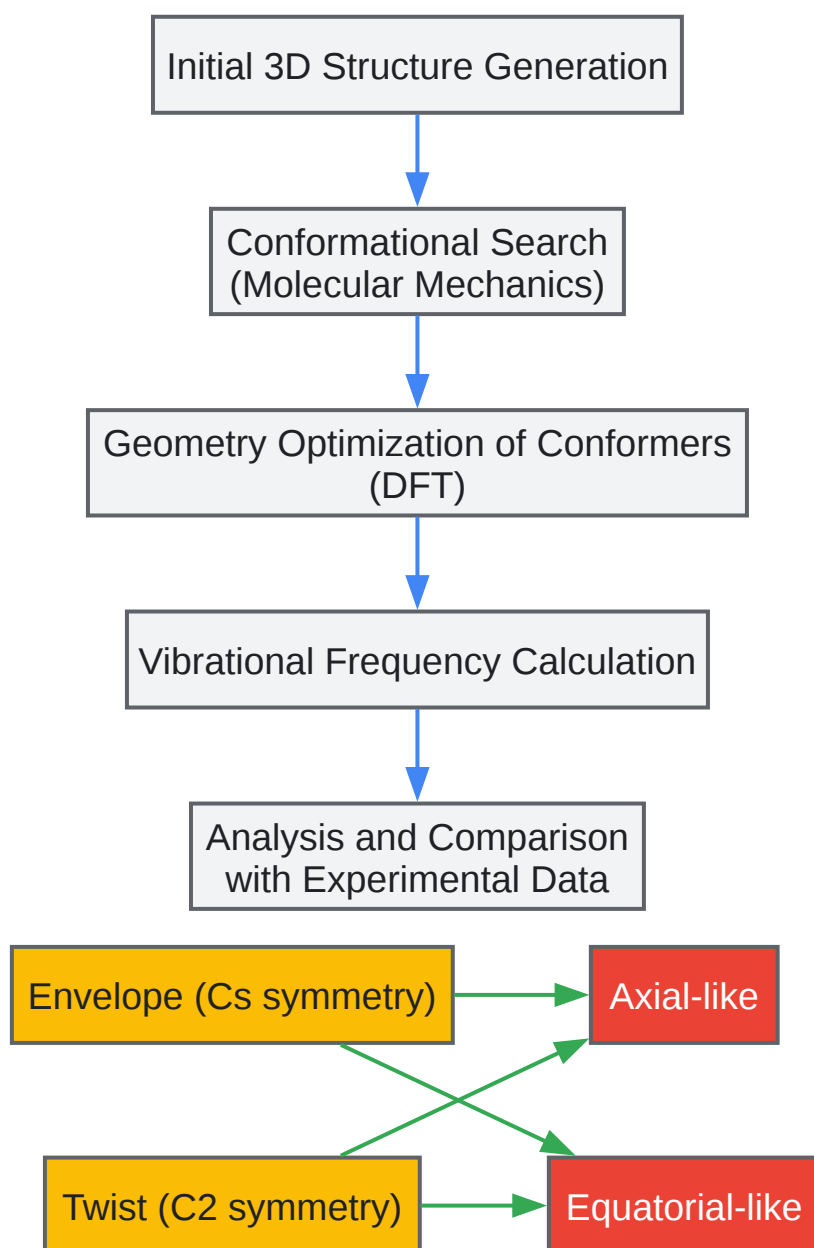 Initial 3D Structure Generation
Conformational Search
(Molecular Mechanics)
Geometry Optimization of Conformers
(DFT)
Vibrational Frequency Calculation
Analysis and Comparison
with Experimental Data
Envelope (Cs symmetry)
Axial-like
Twist (C2 symmetry)
Equatorial-like